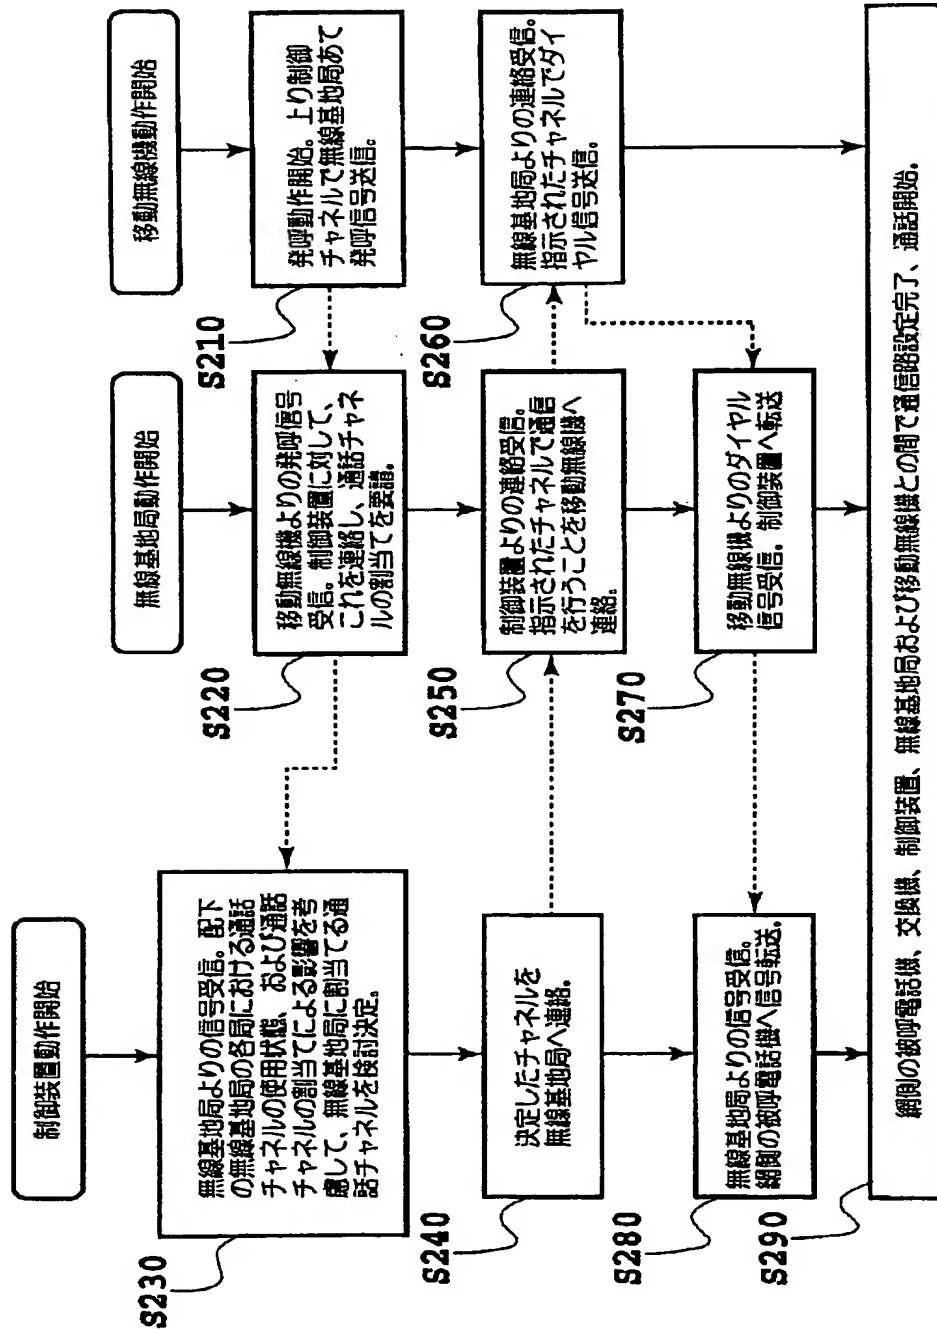 制御装置動作開始
無線基地局動作開始
移動無線機動作開始
S210
発呼動作開始。上り制御
チャネルで無線基地局あて
発呼信号送信。
S220
移動無線機よりの発呼信号
受信。制御装置に対して、
これを連絡し、通話チャネ
ルの割当てを要請。
S230
無線基地局よりの信号受信。配下
の無線基地局の各局における通話
チャネルの使用状態、および通話
チャネルの割当てによる影響を考
慮して、無線基地局に割当てる通
話チャネルを検討決定。
S240
決定したチャネルを
無線基地局へ連絡。
S250
制御装置よりの連絡受信。
指示されたチャネルで通信
を行うことを移動無線機へ
連絡。
S260
無線基地局よりの連絡受信。
指示されたチャネルでダイ
ヤル信号送信。
S270
移動無線機よりのダイヤル
信号受信。制御装置へ転送
S280
無線基地局よりの信号受信。
網側の被呼電話機へ信号転送。
S290
網側の被呼電話機、交換機、制御装置、無線基地局および移動無線機との間で通信路設定完了、通話開始。